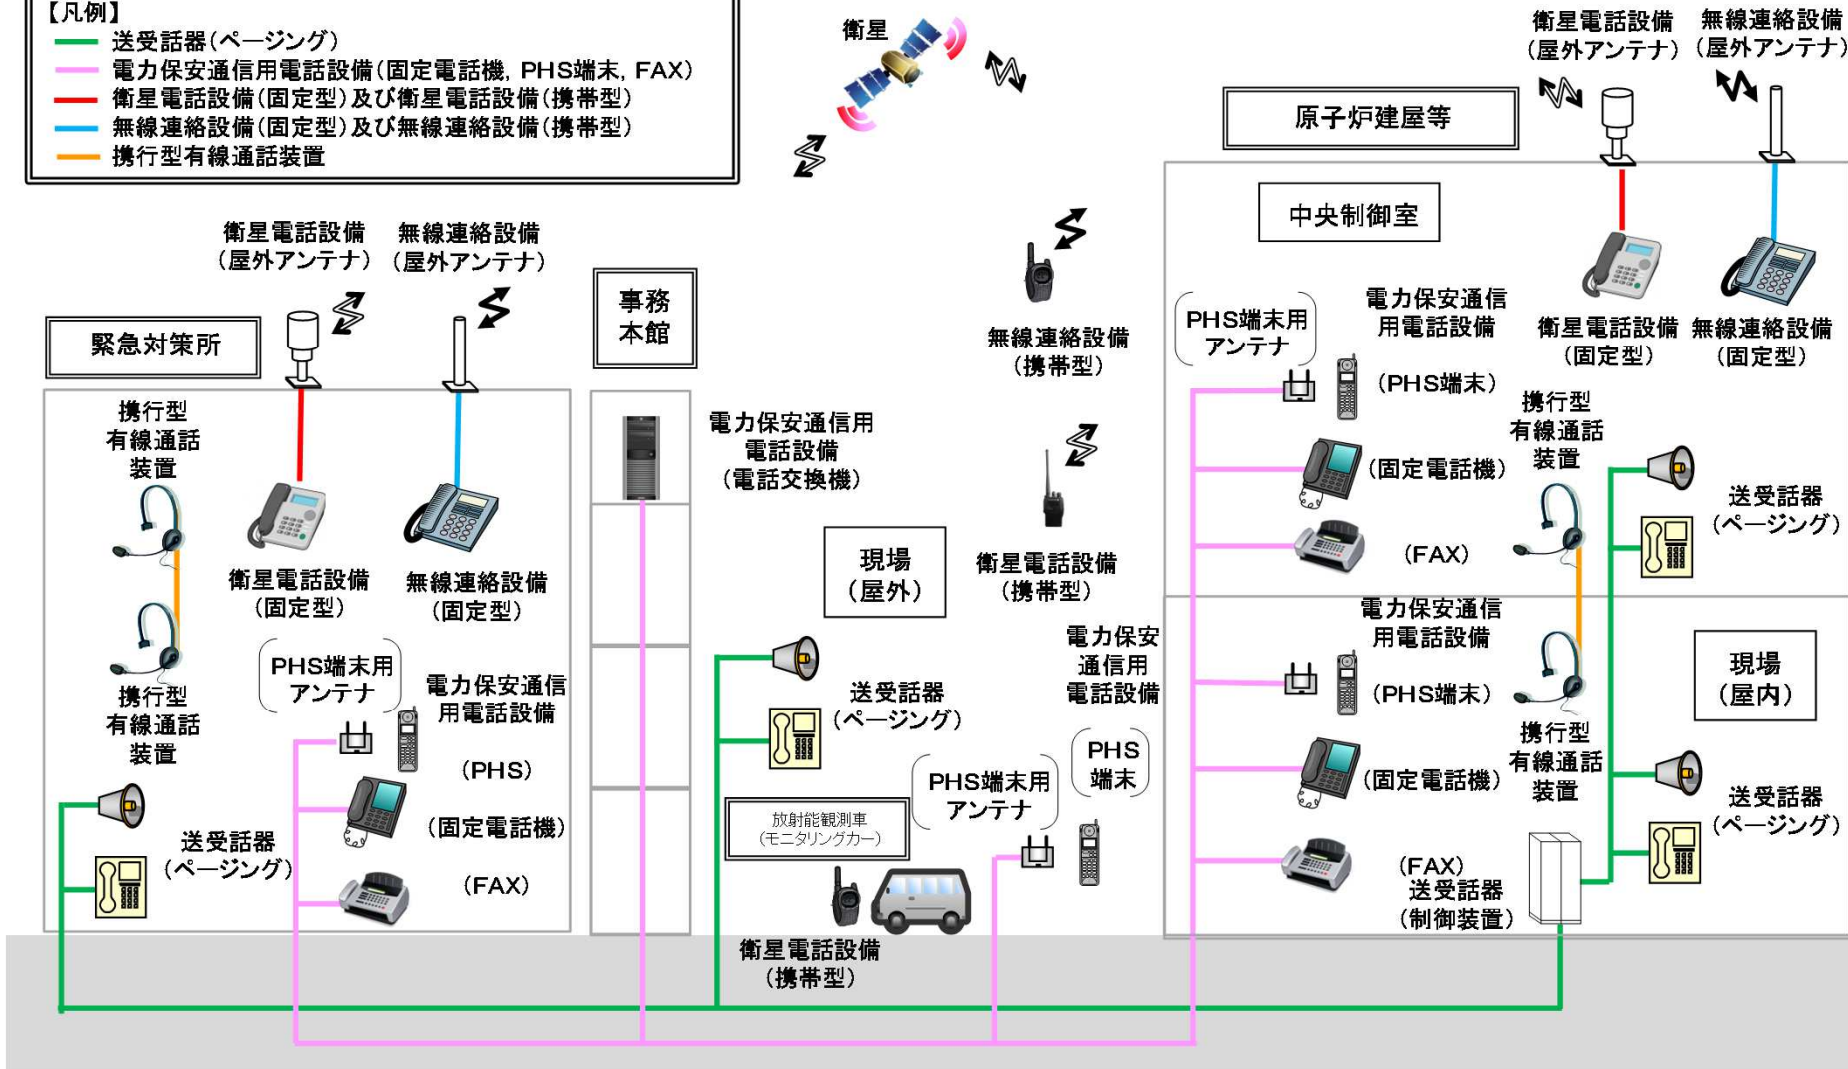 【凡例】
送受話器(ページング)
電力保安通信用電話設備(固定電話機, PHS端末, FAX)
衛星電話設備(固定型)及び衛星電話設備(携帯型)
無線連絡設備(固定型)及び無線連絡設備(携帯型)
携行型有線通話装置
衛星
衛星電話設備
(屋外アンテナ)
無線連絡設備
(屋外アンテナ)
原子炉建屋等
中央制御室
衛星電話設備
(屋外アンテナ)
無線連絡設備
(屋外アンテナ)
緊急対策所
事務
本館
無線連絡設備
(携帯型)
PHS端末用
アンテナ
電力保安通信
用電話設備
(PHS端末)
衛星電話設備
(固定型)
無線連絡設備
(固定型)
携行型
有線通話
装置
電力保安通信用
電話設備
(電話交換機)
(固定電話機)
携行型
有線通話
装置
送受話器
(ページング)
(FAX)
現場
(屋外)
衛星電話設備
(携帯型)
衛星電話設備
(固定型)
無線連絡設備
(固定型)
電力保安通信
用電話設備
(PHS端末)
現場
(屋内)
PHS端末用
アンテナ
電力保安通信
用電話設備
携行型
有線通話
装置
送受話器
(ページング)
電力保安
通信用
電話設備
PHS
端末
(PHS)
PHS端末用
アンテナ
(固定電話機)
携行型
有線通話
装置
送受話器
(ページング)
放射能観測車
(モニタリングカー)
(固定電話機)
送受話器
(ページング)
(FAX)
(FAX)
送受話器
(制御装置)
衛星電話設備
(携帯型)